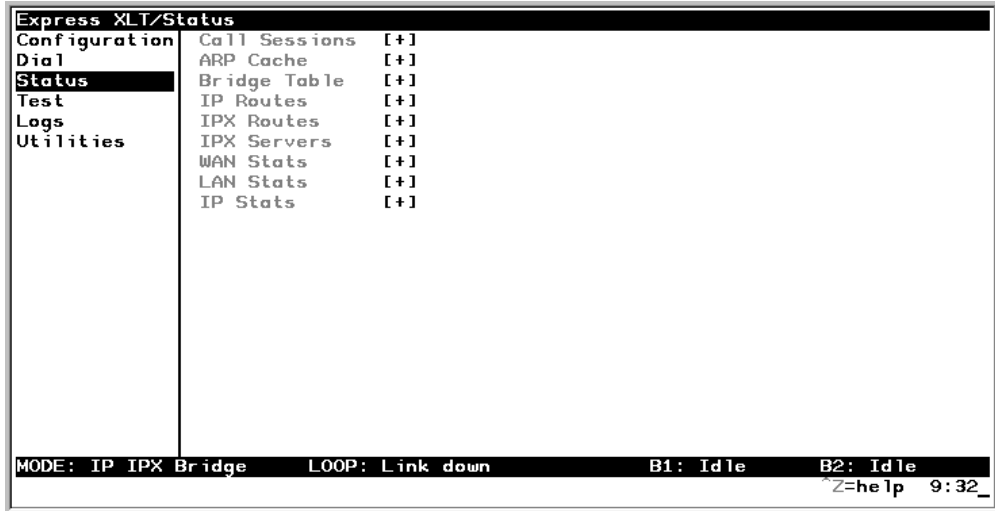 Express XLT/Status
Configuration Call Sessions [+]
Dial ARP Cache [+]
Status Bridge Table [+]
Test IP Routes [+]
Logs IPX Routes [+]
Utilities IPX Servers [+]
WAN Stats [+]
LAN Stats [+]
IP Stats [+]
MODE: IP IPX Bridge LOOP: Link down B1: Idle B2: Idle
^Z=help 9:32_